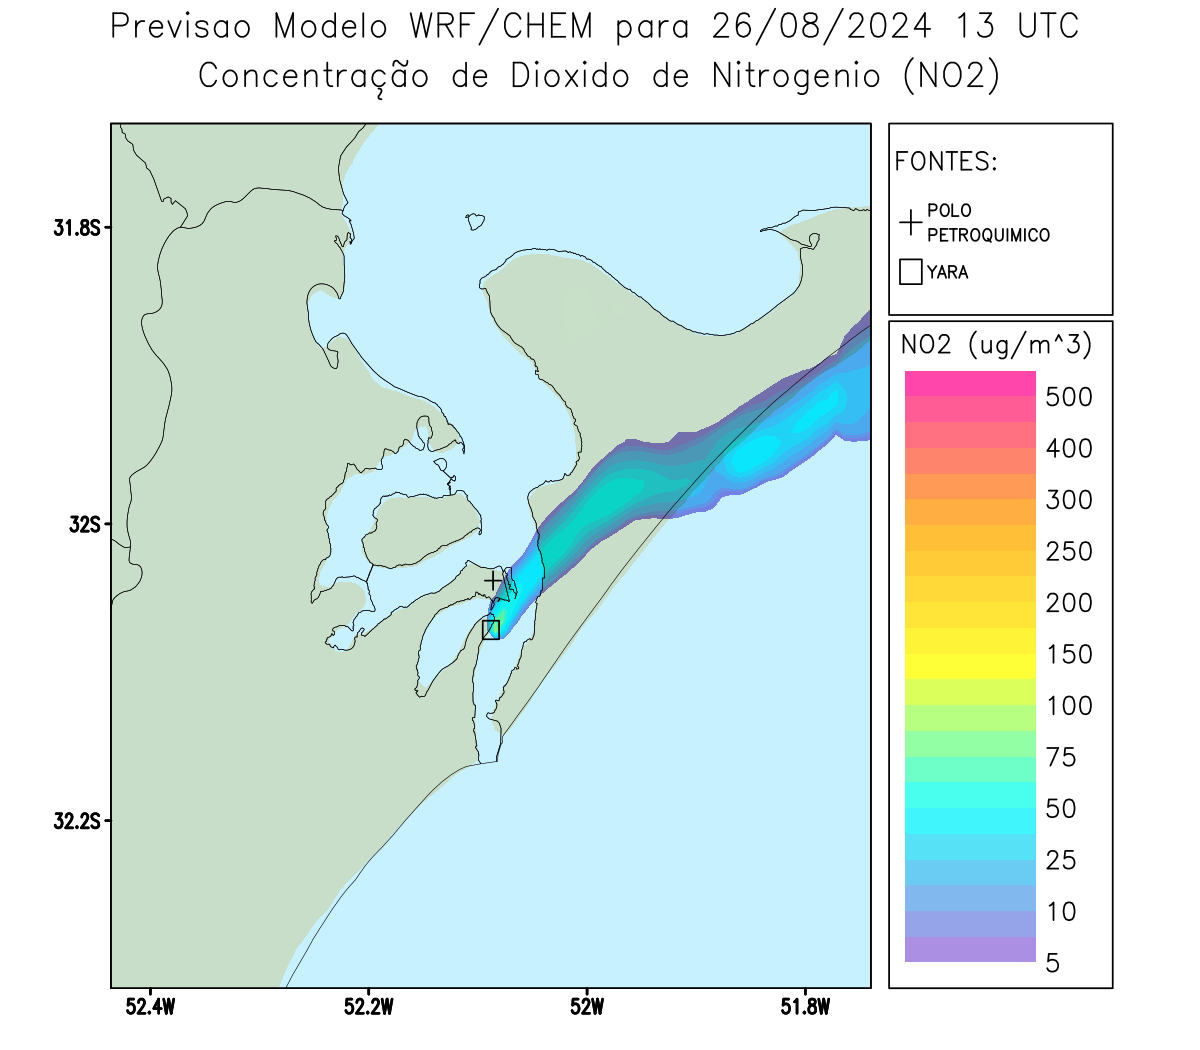 Previsao Modelo WRF/CHEM para 26/08/2024 13 UTC
Concentração de Dioxido de Nitrogenio (NO2)
FONTES:
POLO
PETROQUIMICO
YARA
NO2 (ug/m^3)
500
400
300
250
200
150
100
75
50
25
10
5
31.8S
32S
32.2S
52.4W
52.2W
52W
51.8W